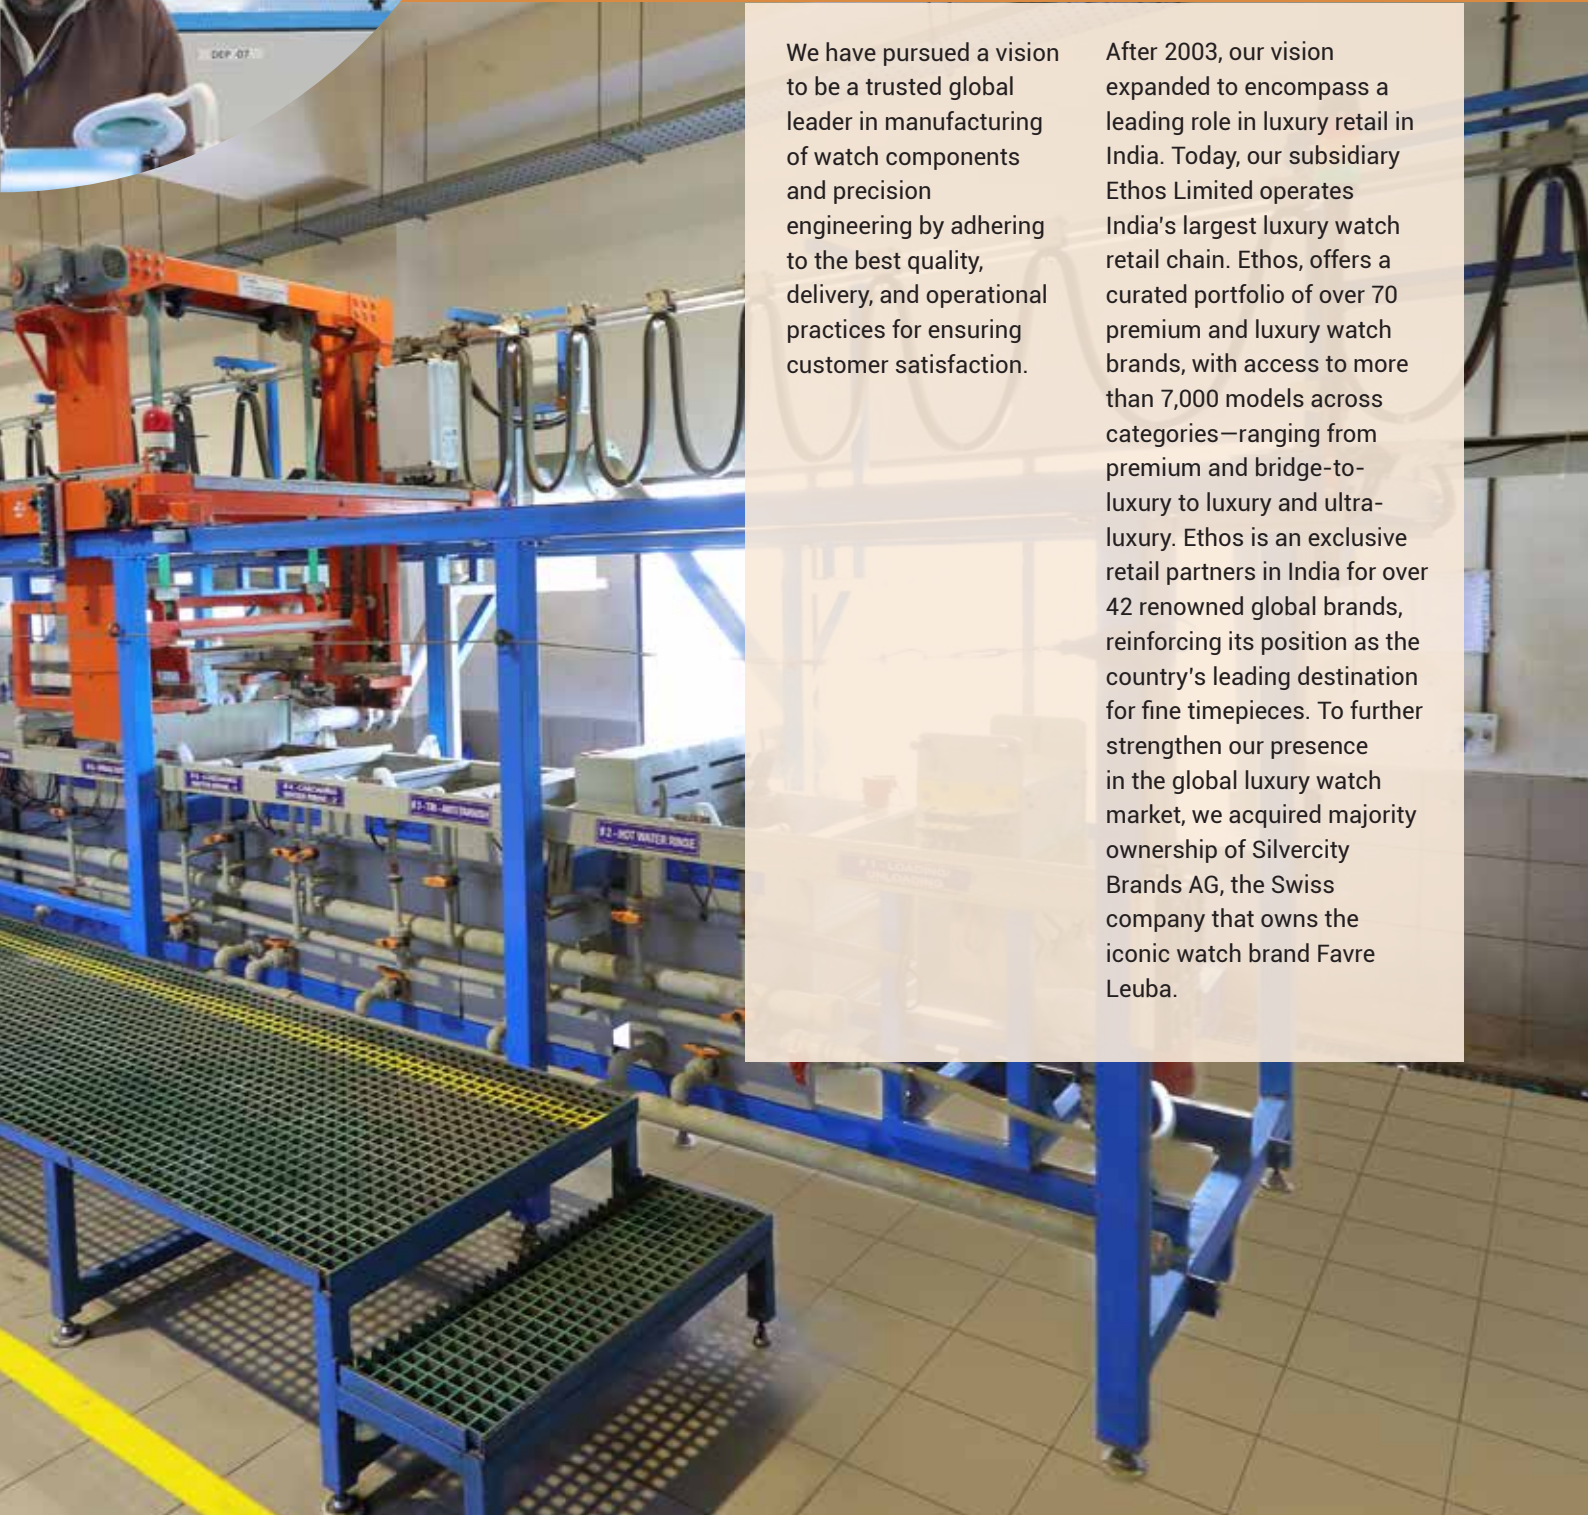 DEP -07
We have pursued a vision
to be a trusted global
leader in manufacturing
of watch components
and precision
engineering by adhering
to the best quality,
delivery, and operational
practices for ensuring
customer satisfaction.
After 2003, our vision
expanded to encompass a
leading role in luxury retail in
India. Today, our subsidiary
Ethos Limited operates
India's largest luxury watch
retail chain. Ethos, offers a
curated portfolio of over 70
premium and luxury watch
brands, with access to more
than 7,000 models across
categories—ranging from
premium and bridge-to-
luxury to luxury and ultra-
luxury. Ethos is an exclusive
retail partners in India for over
42 renowned global brands,
reinforcing its position as the
country's leading destination
for fine timepieces. To further
strengthen our presence
in the global luxury watch
market, we acquired majority
ownership of Silvercity
Brands AG, the Swiss
company that owns the
iconic watch brand Favre
Leuba.
# 2 - HOT WATER RINSE